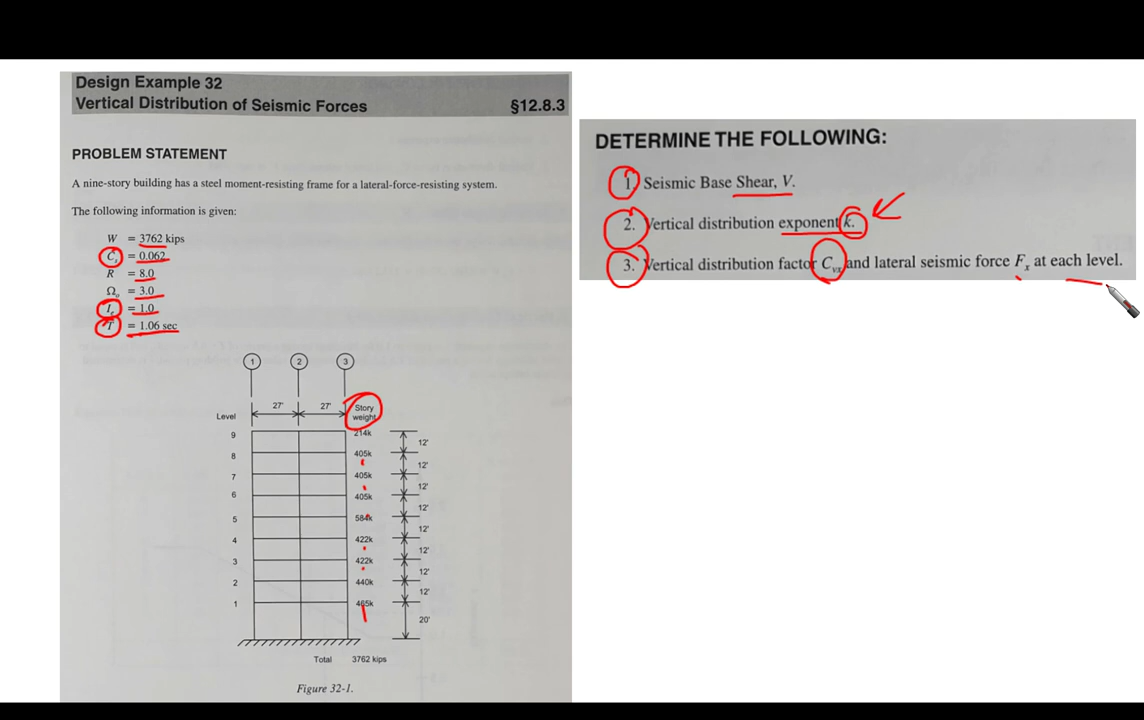 Design Example 32
Vertical Distribution of Seismic Forces §12.8.3
PROBLEM STATEMENT
A nine-story building has a steel moment-resisting frame for a lateral-force-resisting system.
The following information is given:
W = 3762 kips
= 0.062
R = 8.0
Ωo = 3.0
= 1.0
T = 1.06 sec
1 2 3
27' 27' Story
Level weight
9 214k
12'
8 405k
12'
7 405k
12'
6 405k
12'
5 584k
12'
4 422k
12'
3 422k
12'
2 440k
12'
1 465k
20'
Total 3762 kips
Figure 32-1.
DETERMINE THE FOLLOWING:
1. Seismic Base Shear, V.
2. Vertical distribution exponent k.
3. Vertical distribution factor Cvx and lateral seismic force Fx at each level.